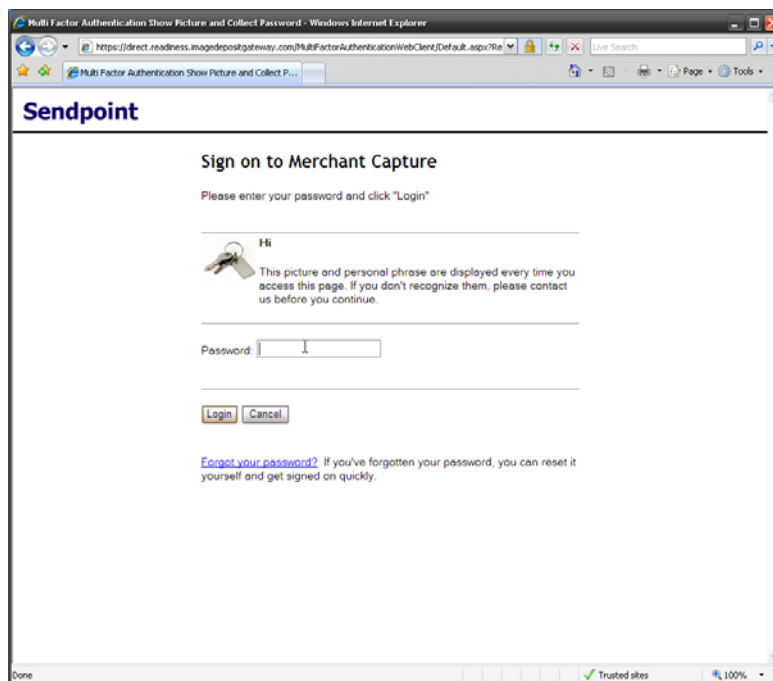 Multi Factor Authentication Show Picture and Collect Password - Windows Internet Explorer
https://direct.readiness.imagedepositgateway.com/MultiFactorAuthenticationWebClient/Default.aspx?Re
Live Search
Multi Factor Authentication Show Picture and Collect P...
Page
Tools
Sendpoint
Sign on to Merchant Capture
Please enter your password and click "Login"
Hi
This picture and personal phrase are displayed every time you
access this page. If you don't recognize them, please contact
us before you continue.
Password:
Login Cancel
Forgot your password? If you've forgotten your password, you can reset it
yourself and get signed on quickly.
Done
Trusted sites
100%